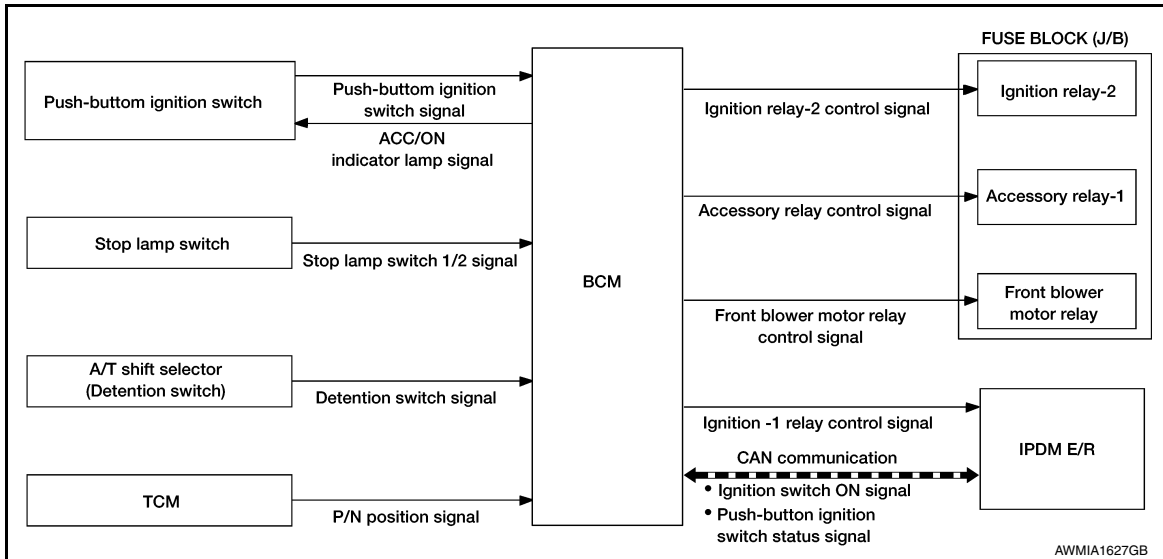 FUSE BLOCK (J/B)
Push-buttom ignition switch
Push-buttom ignition
switch signal
ACC/ON
indicator lamp signal
Stop lamp switch
Stop lamp switch 1/2 signal
A/T shift selector
(Detention switch)
Detention switch signal
TCM
P/N position signal
BCM
Ignition relay-2 control signal
Ignition relay-2
Accessory relay control signal
Accessory relay-1
Front blower motor relay
control signal
Front blower
motor relay
Ignition -1 relay control signal
CAN communication
• Ignition switch ON signal
• Push-button ignition
switch status signal
IPDM E/R
AWMIA1627GB